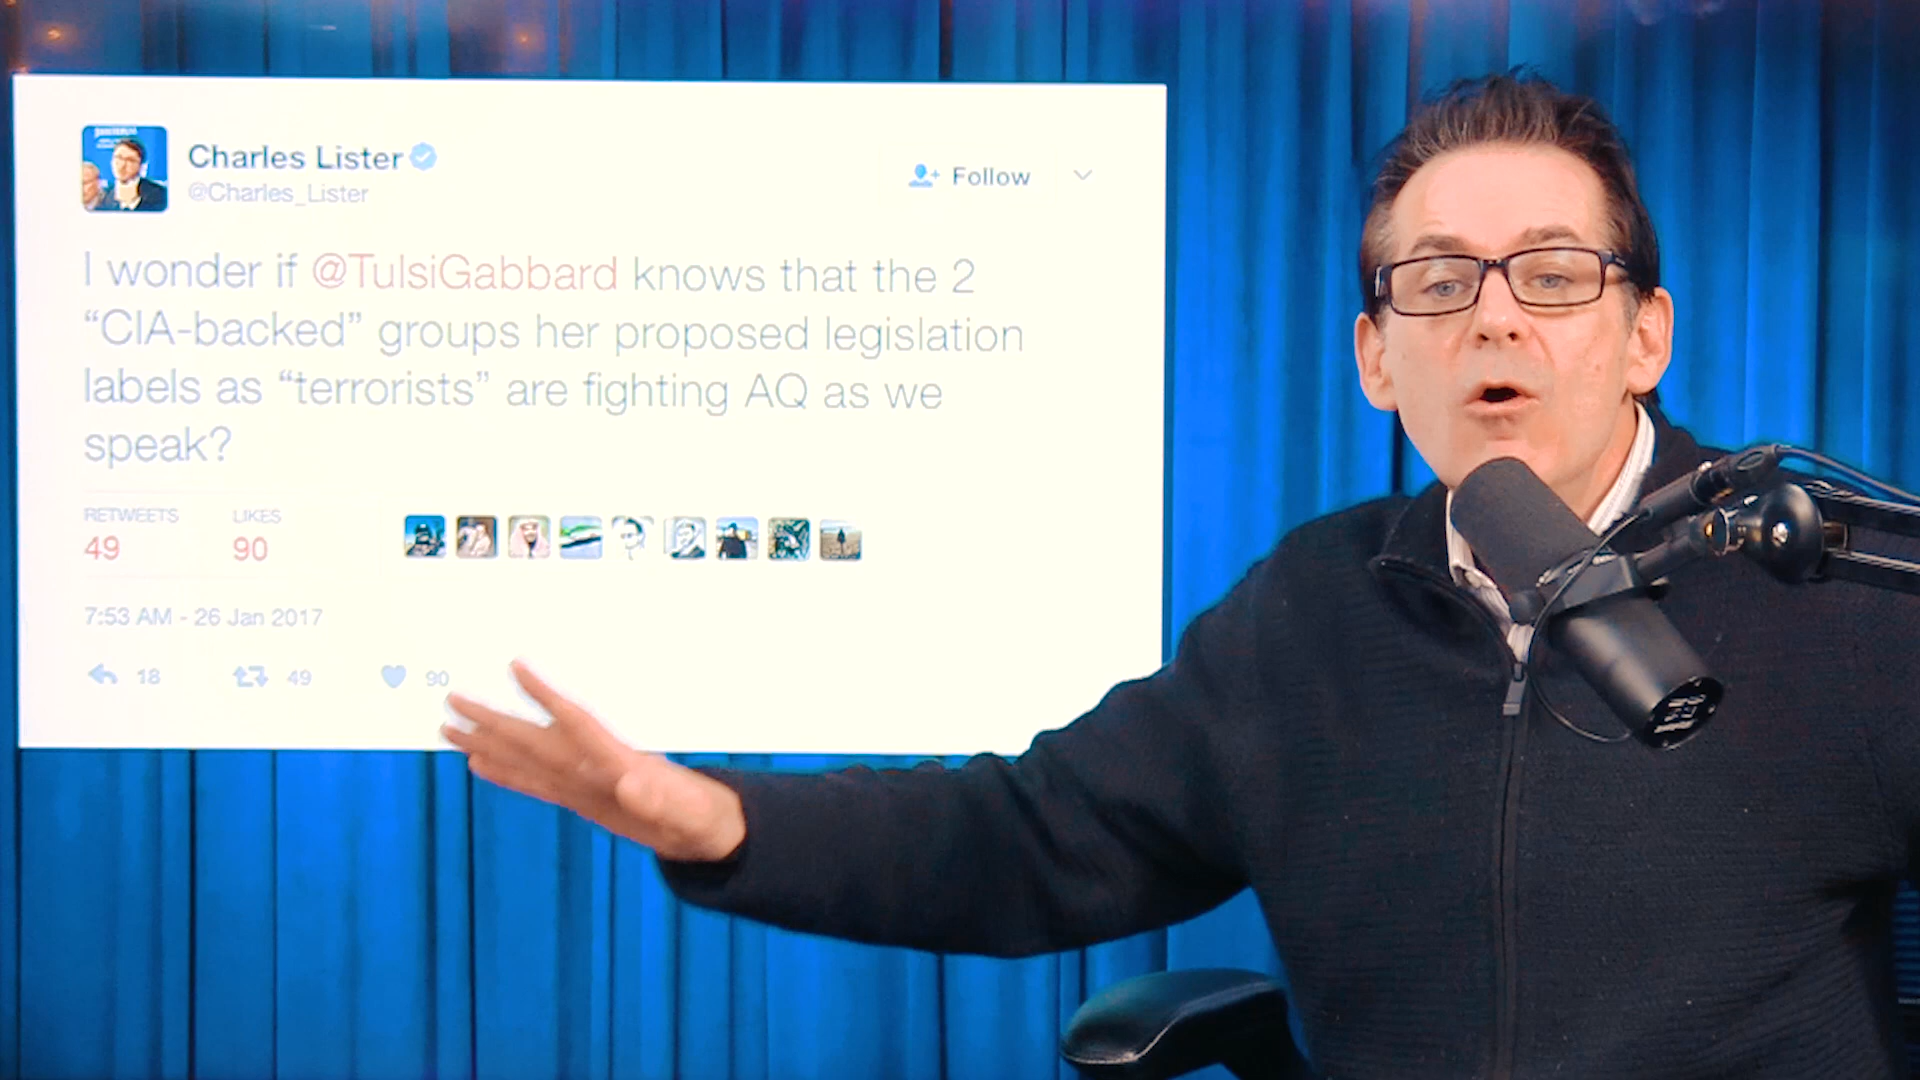 Charles Lister
@Charles_Lister
Follow
I wonder if @TulsiGabbard knows that the 2
“CIA-backed” groups her proposed legislation
labels as “terrorists” are fighting AQ as we
speak?
RETWEETS LIKES
49 90
7:53 AM - 26 Jan 2017
18 49 90